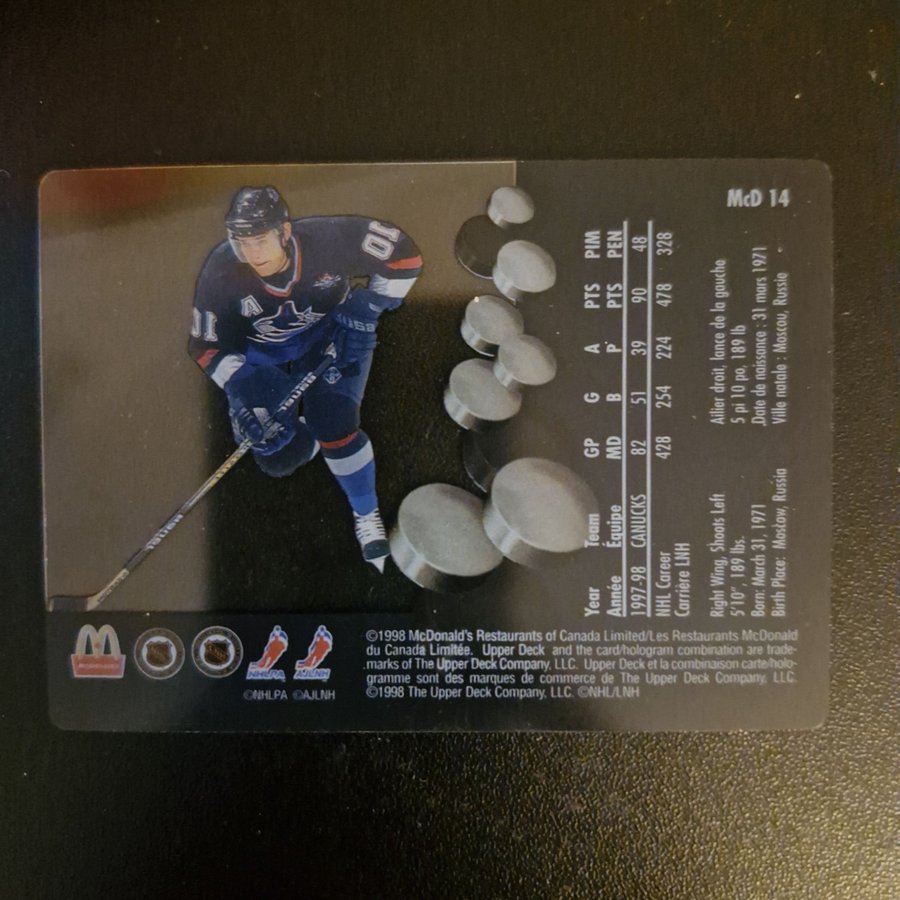 McD 14
Year Team GP G A PTS PIM
Année Équipe MD B P PTS PEN
1997-98 CANUCKS 82 51 39 90 48
NHL Career 428 254 224 478 328
Carrière LNH
Right Wing, Shoots Left
5'10", 189 lbs.
Born: March 31, 1971
Birth Place: Moscow, Russia
Ailier droit, lance de la gauche
5 pi 10 po, 189 lb
Date de naissance : 31 mars 1971
Ville natale : Moscou, Russie
10
A
10
McDonald's
NHLPA
AJLNH
©NHLPA ©AJLNH
©1998 McDonald's Restaurants of Canada Limited/Les Restaurants McDonald
du Canada Limitée. Upper Deck and the card/hologram combination are trade-
marks of The Upper Deck Company, LLC. Upper Deck et la combinaison carte/holo-
gramme sont des marques de commerce de The Upper Deck Company, LLC.
©1998 The Upper Deck Company, LLC. ©NHL/LNH